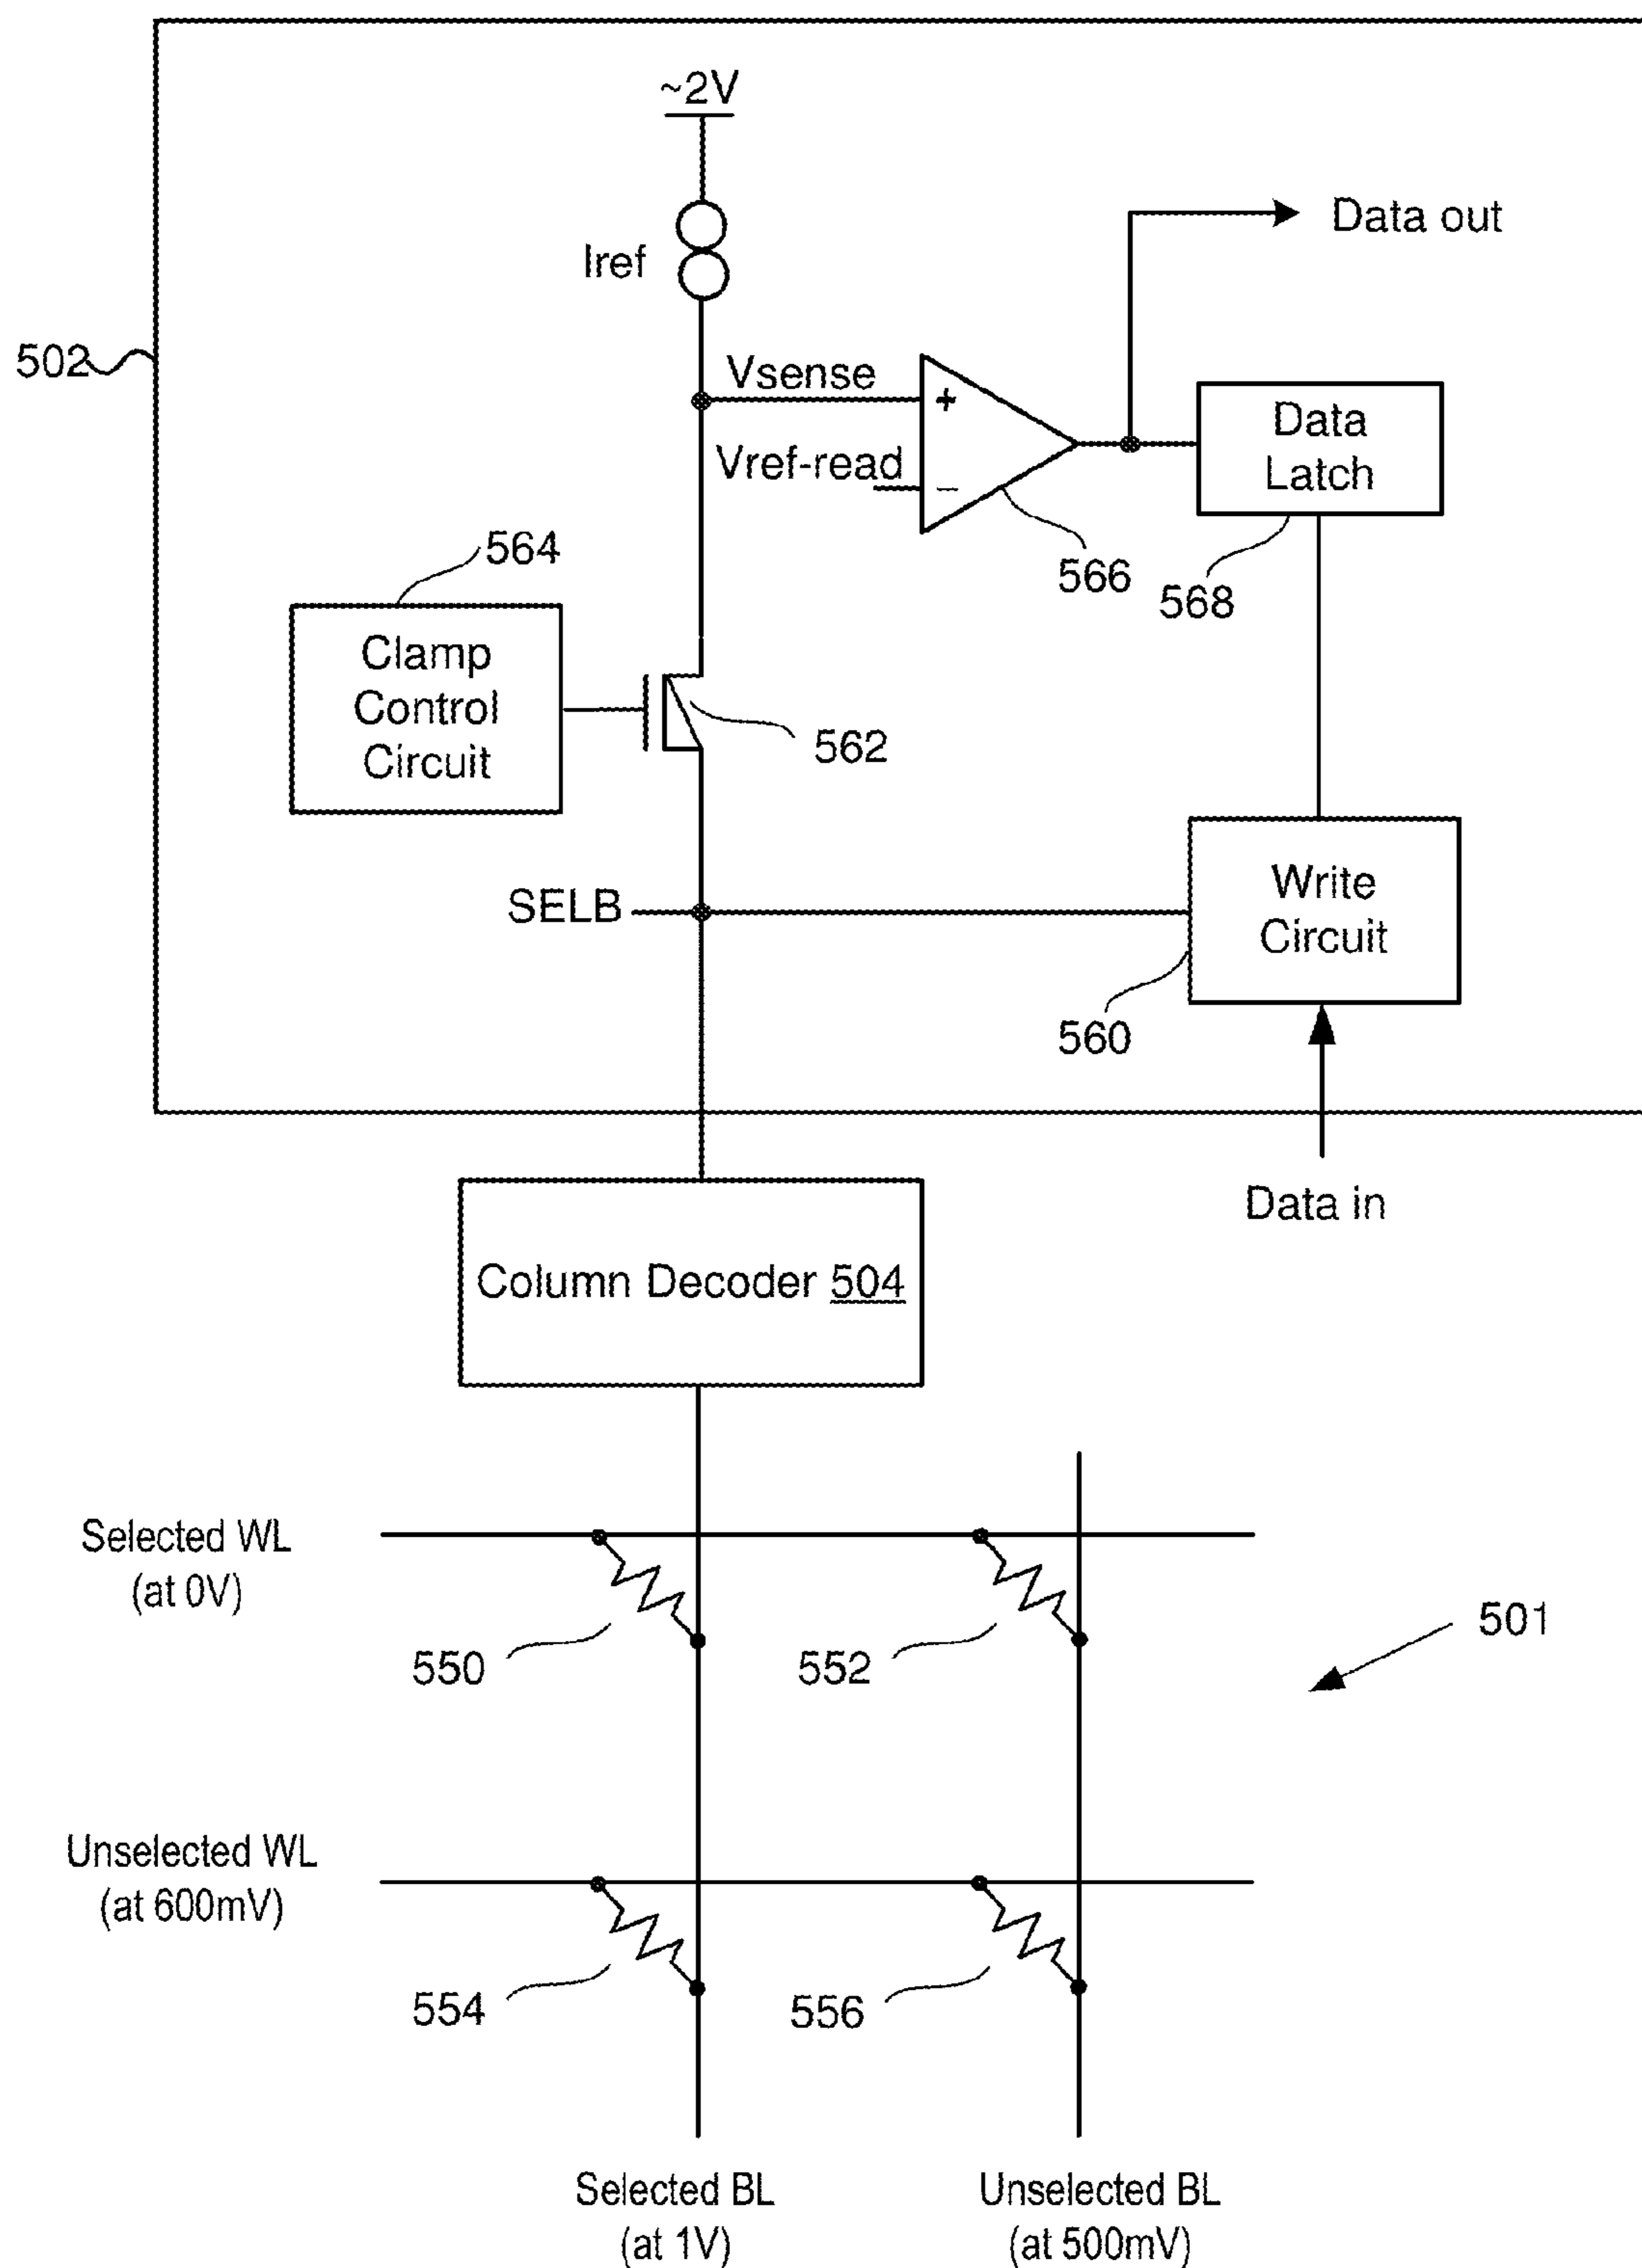 ~2V
Iref
Data out
502
Vsense
+
Vref-read
−
Data
Latch
564
566
568
Clamp
Control
Circuit
562
SELB
Write
Circuit
560
Data in
Column Decoder 504
Selected WL
(at 0V)
550
552
501
Unselected WL
(at 600mV)
554
556
Selected BL
(at 1V)
Unselected BL
(at 500mV)